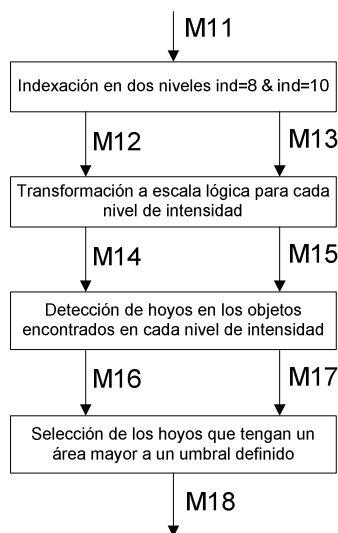 M11
Indexación en dos niveles ind=8 & ind=10
M12
M13
Transformación a escala lógica para cada
nivel de intensidad
M14
M15
Detección de hoyos en los objetos
encontrados en cada nivel de intensidad
M16
M17
Selección de los hoyos que tengan un
área mayor a un umbral definido
M18